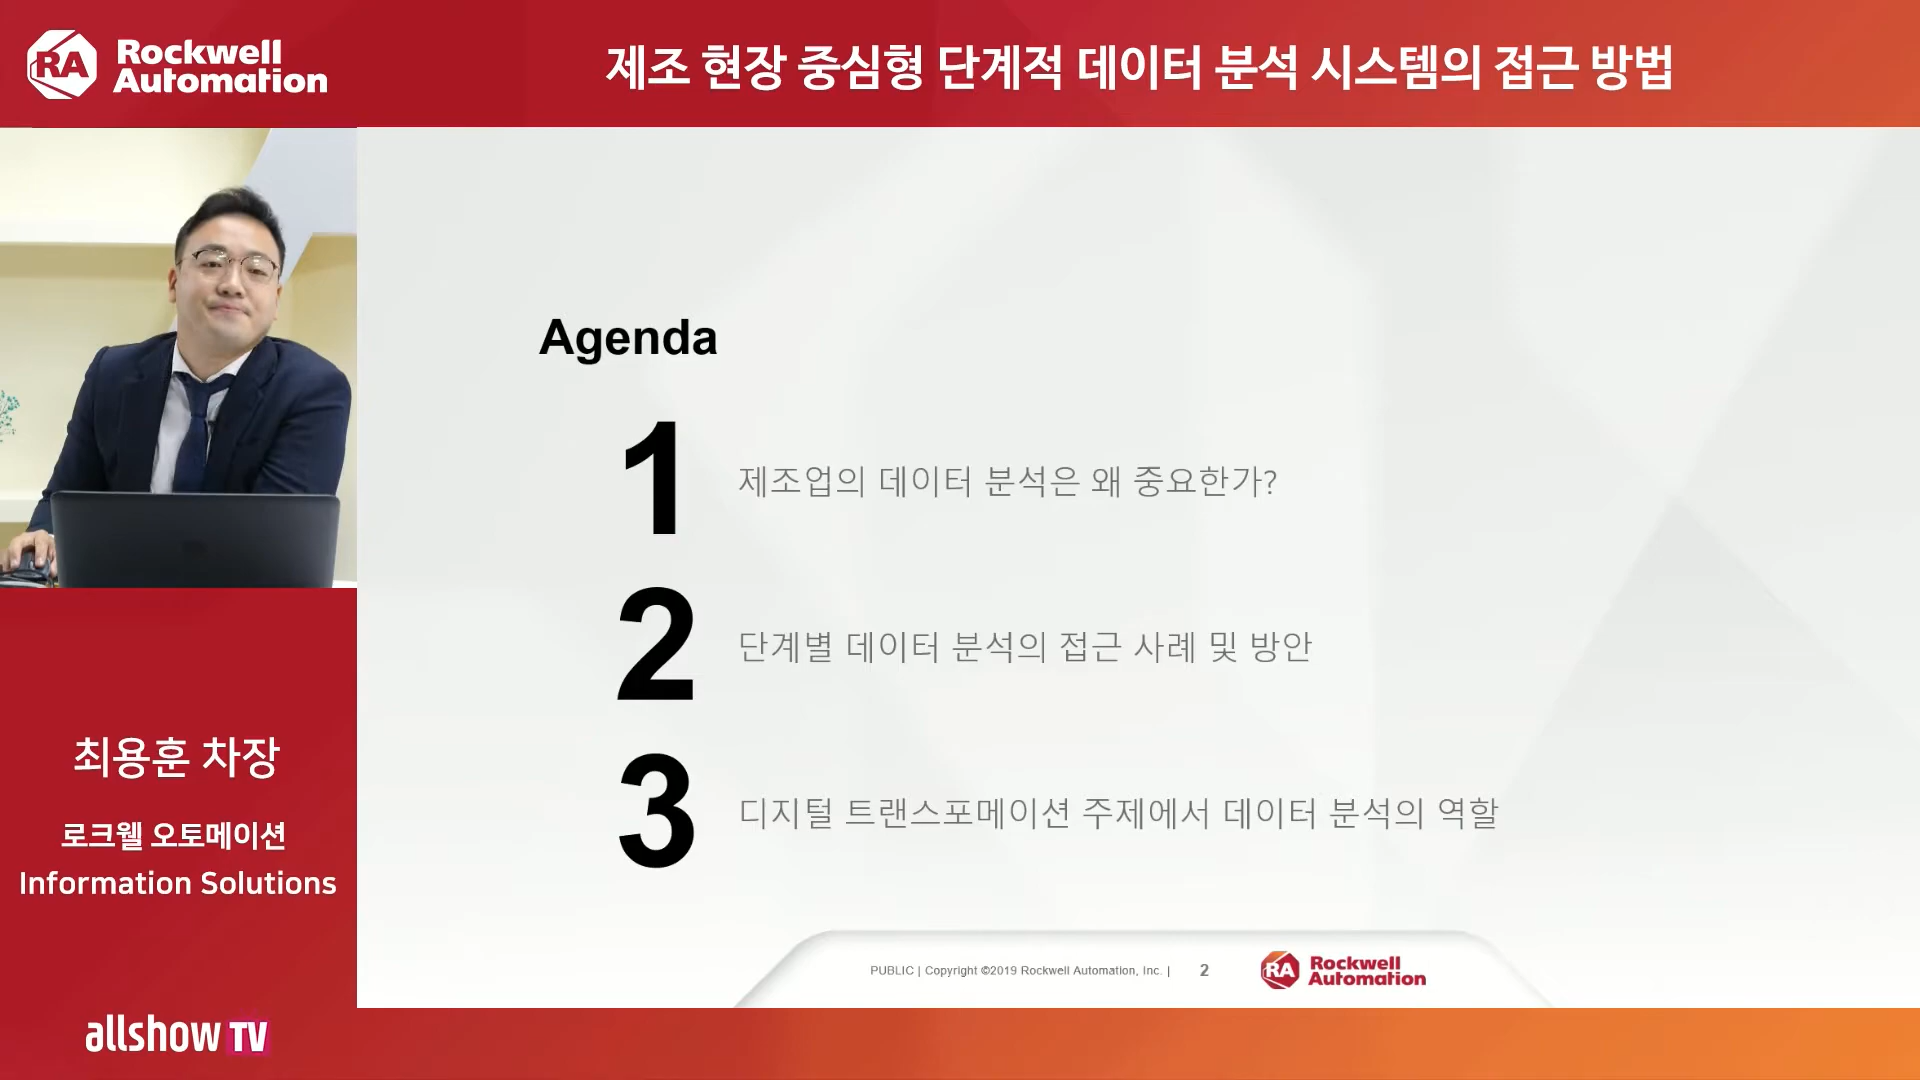 RA Rockwell
Automation
제조 현장 중심형 단계적 데이터 분석 시스템의 접근 방법
Agenda
1 제조업의 데이터 분석은 왜 중요한가?
2 단계별 데이터 분석의 접근 사례 및 방안
3 디지털 트랜스포메이션 주제에서 데이터 분석의 역할
최용훈 차장
로크웰 오토메이션
Information Solutions
PUBLIC | Copyright ©2019 Rockwell Automation, Inc. | 2
RA Rockwell
Automation
allshow TV